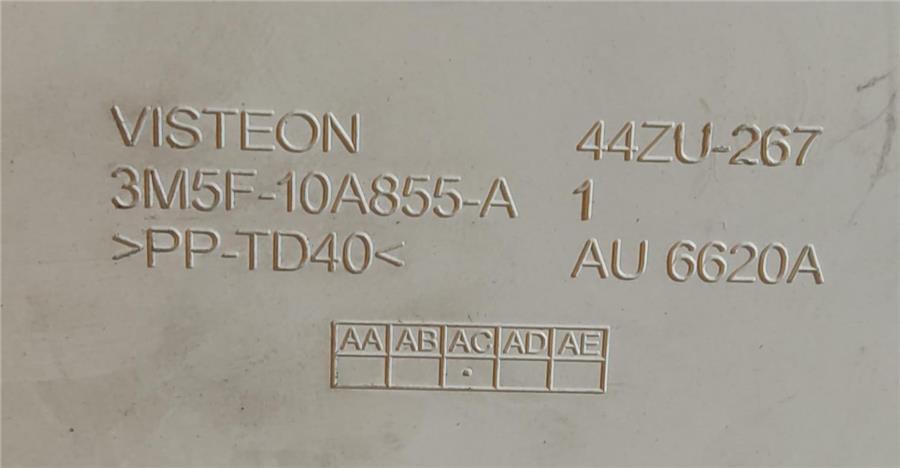 VISTEON 44ZU-267
3M5F-10A855-A 1
>PP-TD40< AU 6620A
AA AB AC AD AE